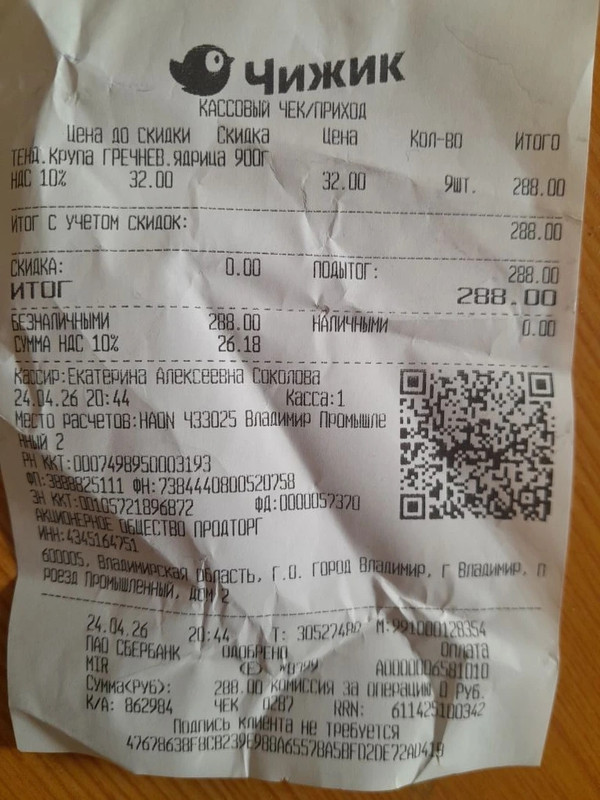 Чижик
КАССОВЫЙ ЧЕК/ПРИХОД
Цена до скидки Скидка Цена Кол-во Итого
ТЕНД.Крупа ГРЕЧНЕВ.ядрица 900г
НДС 10% 32.00 32.00 9шт. 288.00
Итог с учетом скидок: 288.00
Скидка: 0.00 Подытог: 288.00
ИТОГ 288.00
БЕЗНАЛИЧНЫМИ 288.00 НАЛИЧНЫМИ 0.00
СУММА НДС 10% 26.18
Кассир:Екатерина Алексеевна Соколова
24.04.26 20:44 Касса:1
Место расчетов:НАОN Ч33025 Владимир Промышле
нный 2
РН ККТ:0007498950003193
ФП:3888825111 ФН:7384440800520758
ЗН ККТ:00105721896872 ФД:0000057370
АКЦИОНЕРНОЕ ОБЩЕСТВО ПРОДТОРГ
ИНН:4345164751
600005, Владимирская область, Г.О. город Владимир, г Владимир, п
роезд Промышленный, дом 2
24.04.26 20:44 Т: 30527480 М:991000128354
ПАО СБЕРБАНК ОДОБРЕНО Оплата
MIR A0000006581010
Сумма(Руб): 288.00 Комиссия за операцию 0 Руб.
К/А: 862984 ЧЕК 0287 RRN: 611425100342
Подпись клиента не требуется